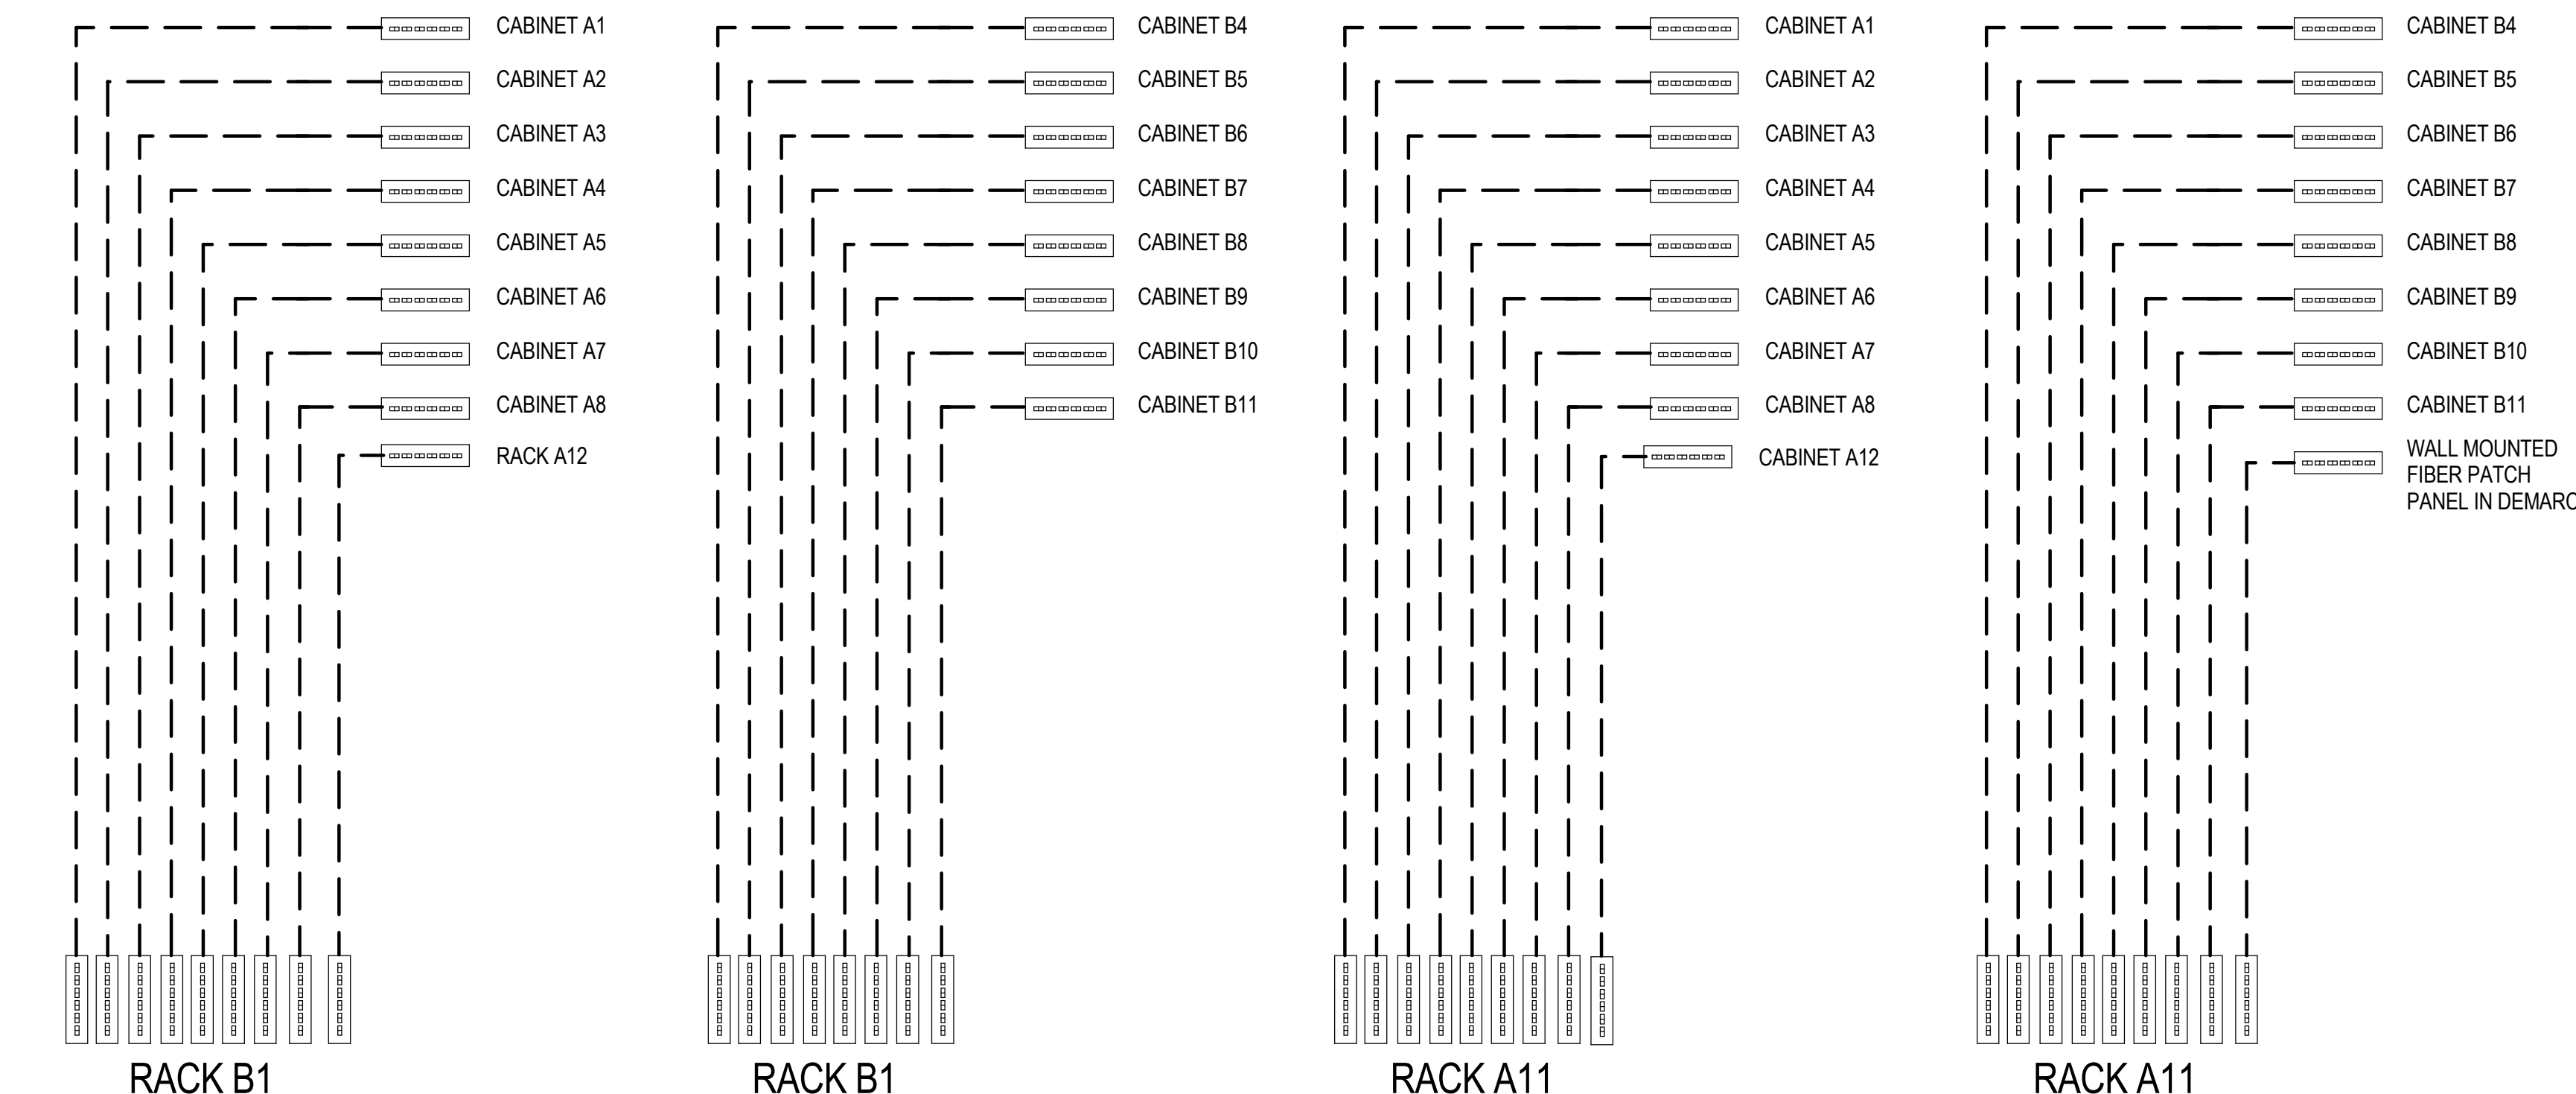 CABINET A1
CABINET A2
CABINET A3
CABINET A4
CABINET A5
CABINET A6
CABINET A7
CABINET A8
RACK A12
RACK B1
CABINET B4
CABINET B5
CABINET B6
CABINET B7
CABINET B8
CABINET B9
CABINET B10
CABINET B11
RACK B1
CABINET A1
CABINET A2
CABINET A3
CABINET A4
CABINET A5
CABINET A6
CABINET A7
CABINET A8
CABINET A12
RACK A11
CABINET B4
CABINET B5
CABINET B6
CABINET B7
CABINET B8
CABINET B9
CABINET B10
CABINET B11
WALL MOUNTED
FIBER PATCH
PANEL IN DEMARC
RACK A11